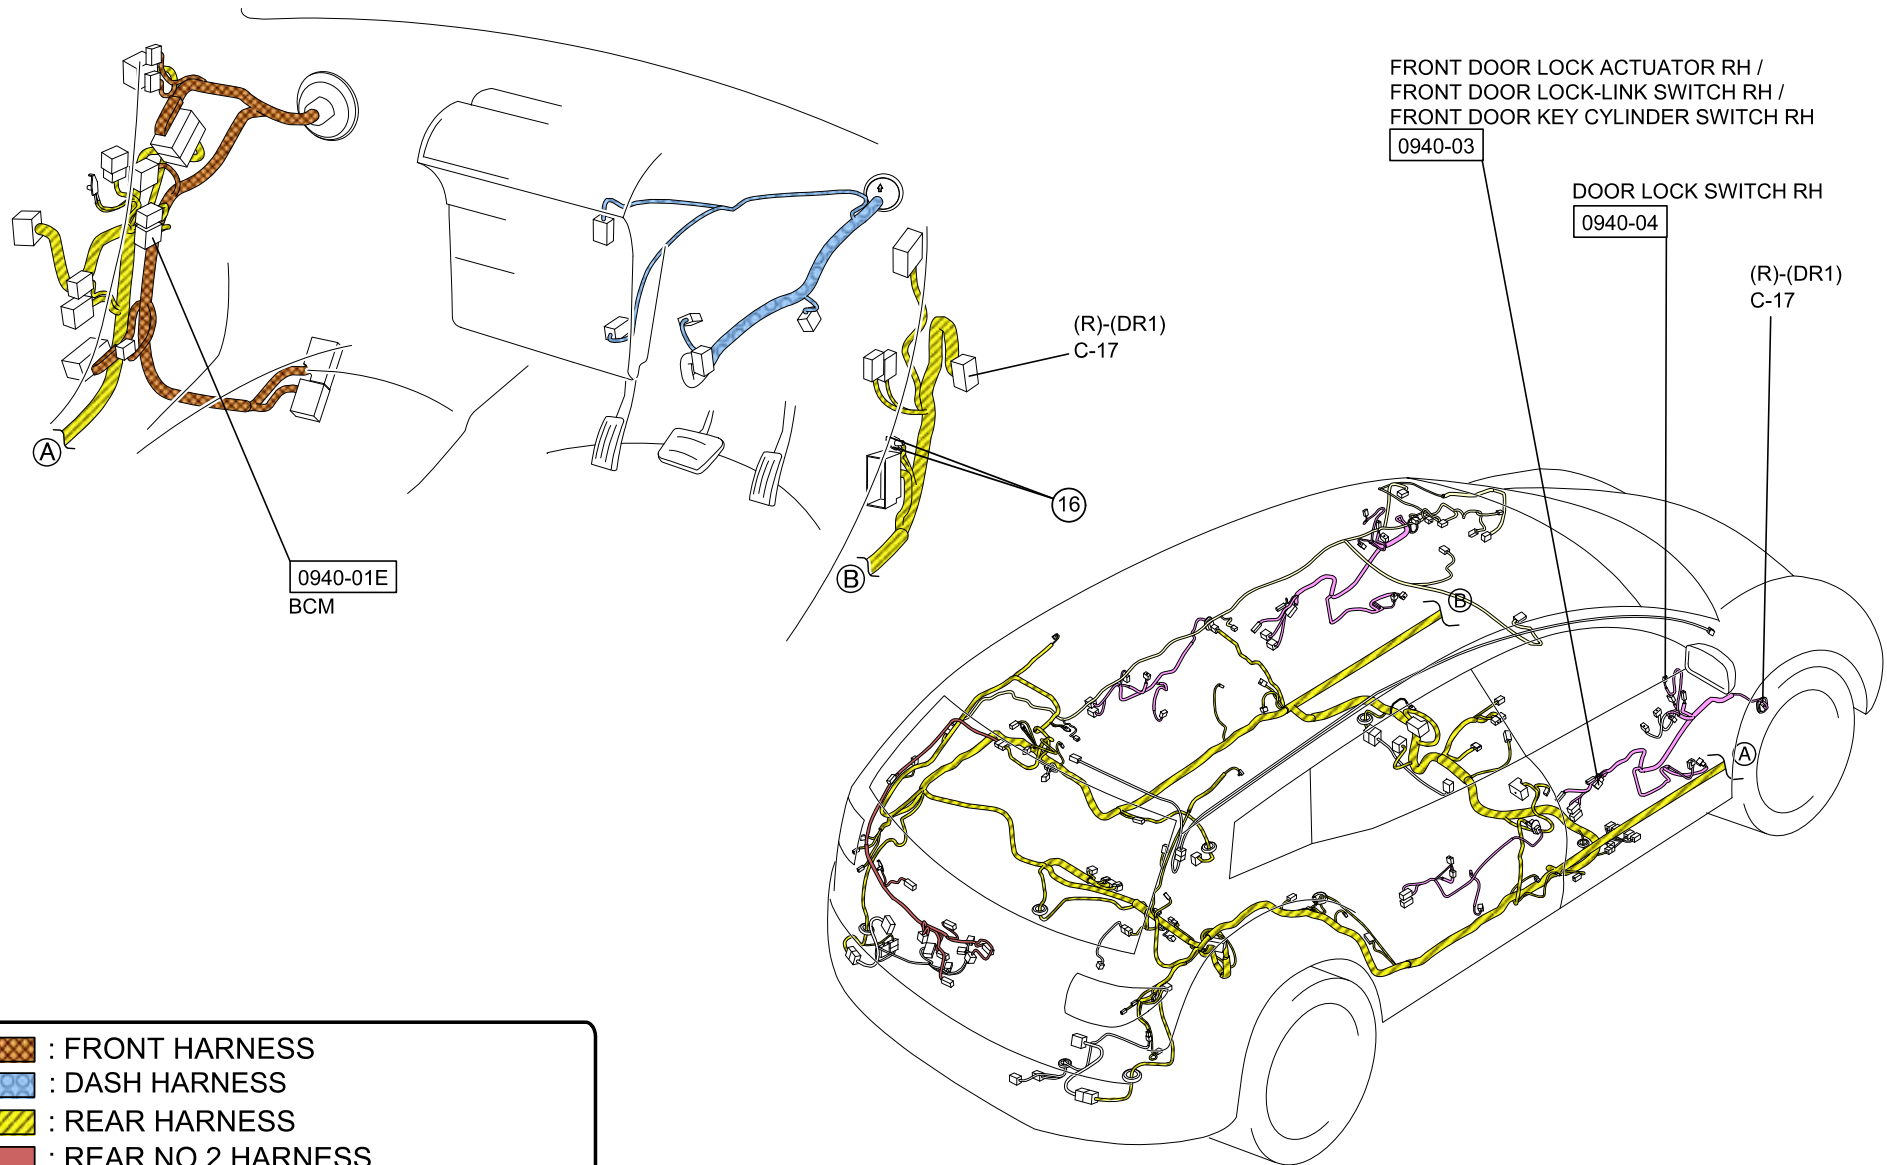 FRONT DOOR LOCK ACTUATOR RH /
FRONT DOOR LOCK-LINK SWITCH RH /
FRONT DOOR KEY CYLINDER SWITCH RH
0940-03
DOOR LOCK SWITCH RH
0940-04
(R)-(DR1)
C-17
(R)-(DR1)
C-17
A
16
B
0940-01E
BCM
B
A
: FRONT HARNESS
: DASH HARNESS
: REAR HARNESS
: REAR NO.2 HARNESS